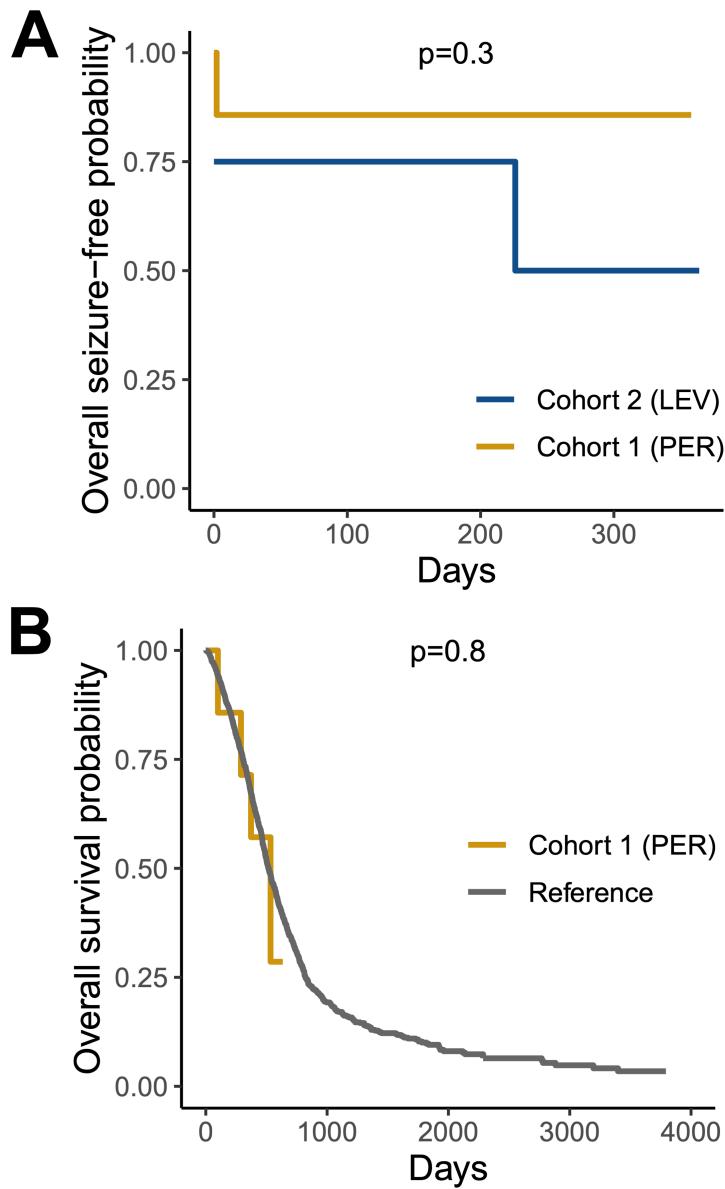 A
p=0.3
Overall seizure−free probability
1.00
0.75
0.50
0.25
0.00
Cohort 2 (LEV)
Cohort 1 (PER)
0 100 200 300
Days
B
p=0.8
Overall survival probability
1.00
0.75
0.50
0.25
0.00
Cohort 1 (PER)
Reference
0 1000 2000 3000 4000
Days